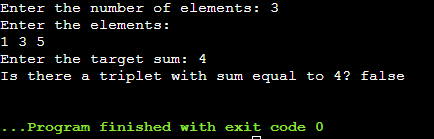 Enter the number of elements: 3
Enter the elements:
1 3 5
Enter the target sum: 4
Is there a triplet with sum equal to 4? false
...Program finished with exit code 0